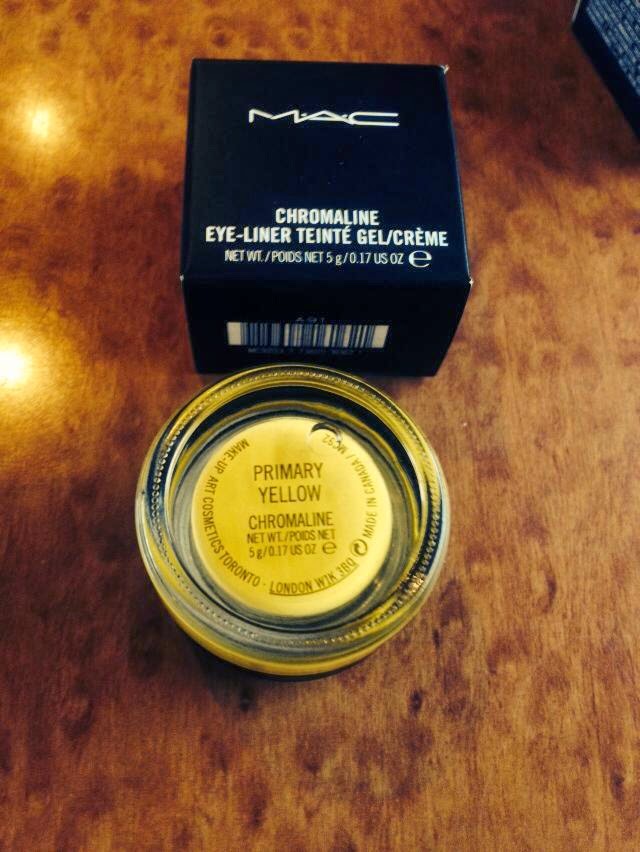 M·A·C
CHROMALINE
EYE-LINER TEINTÉ GEL/CRÈME
NET WT./POIDS NET 5 g/0.17 US OZ ℮
A91
PRIMARY
YELLOW
CHROMALINE
NET WT./POIDS NET
5 g/0.17 US OZ ℮
MAKE-UP ART COSMETICS TORONTO · LONDON W1K 3BQ
MADE IN CANADA / MC92